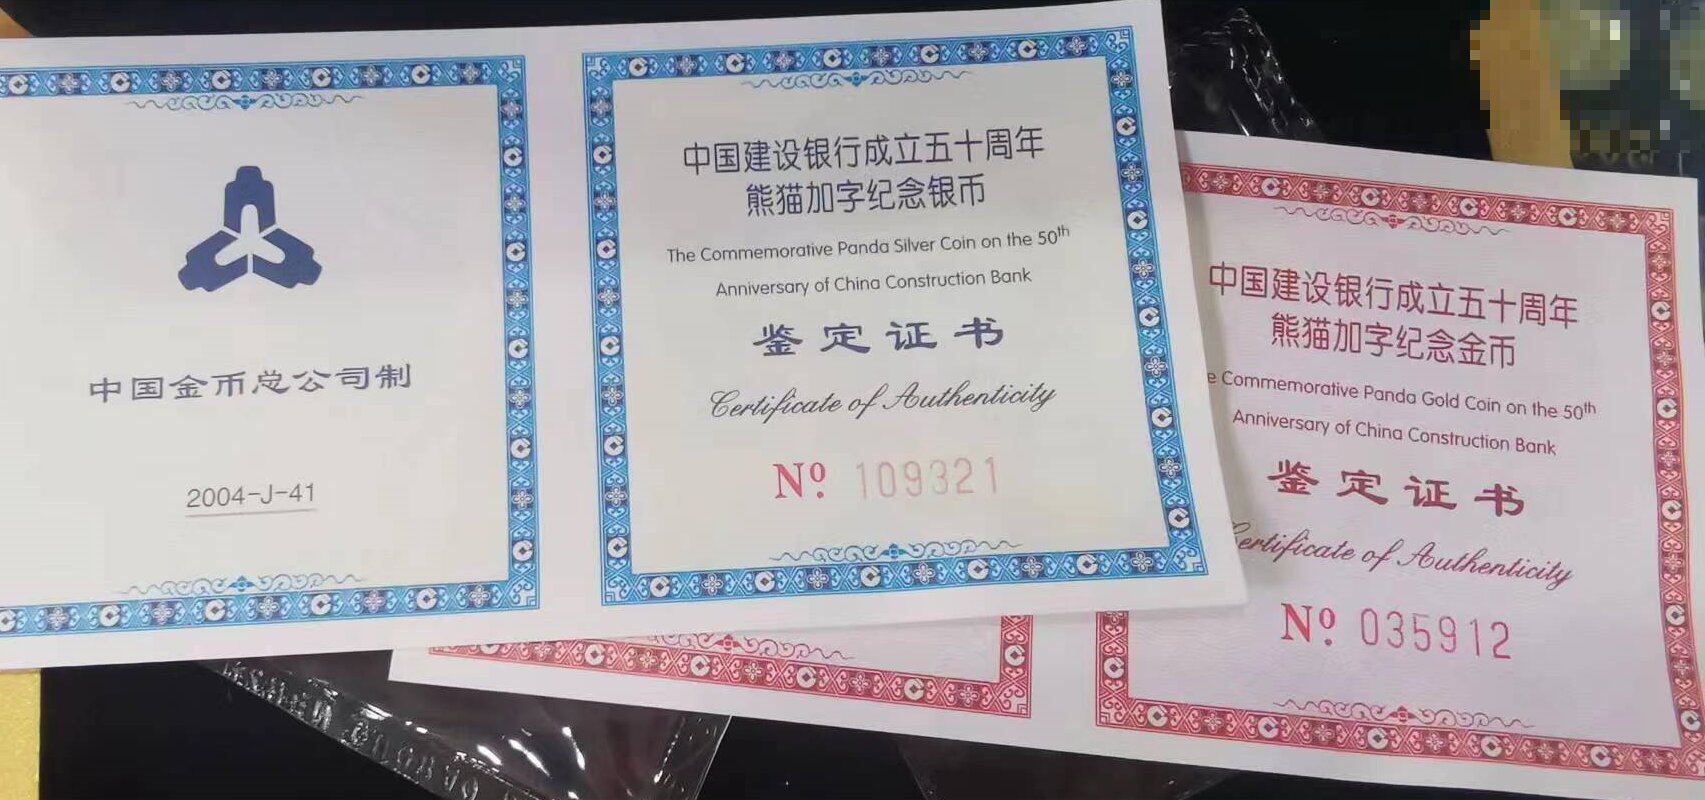 中国金币总公司制
2004-J-41
中国建设银行成立五十周年
熊猫加字纪念银币
The Commemorative Panda Silver Coin on the 50th
Anniversary of China Construction Bank
鉴定证书
Certificate of Authenticity
Nº 109321
中国建设银行成立五十周年
熊猫加字纪念金币
Commemorative Panda Gold Coin on the 50th
Anniversary of China Construction Bank
鉴定证书
Certificate of Authenticity
Nº 035912